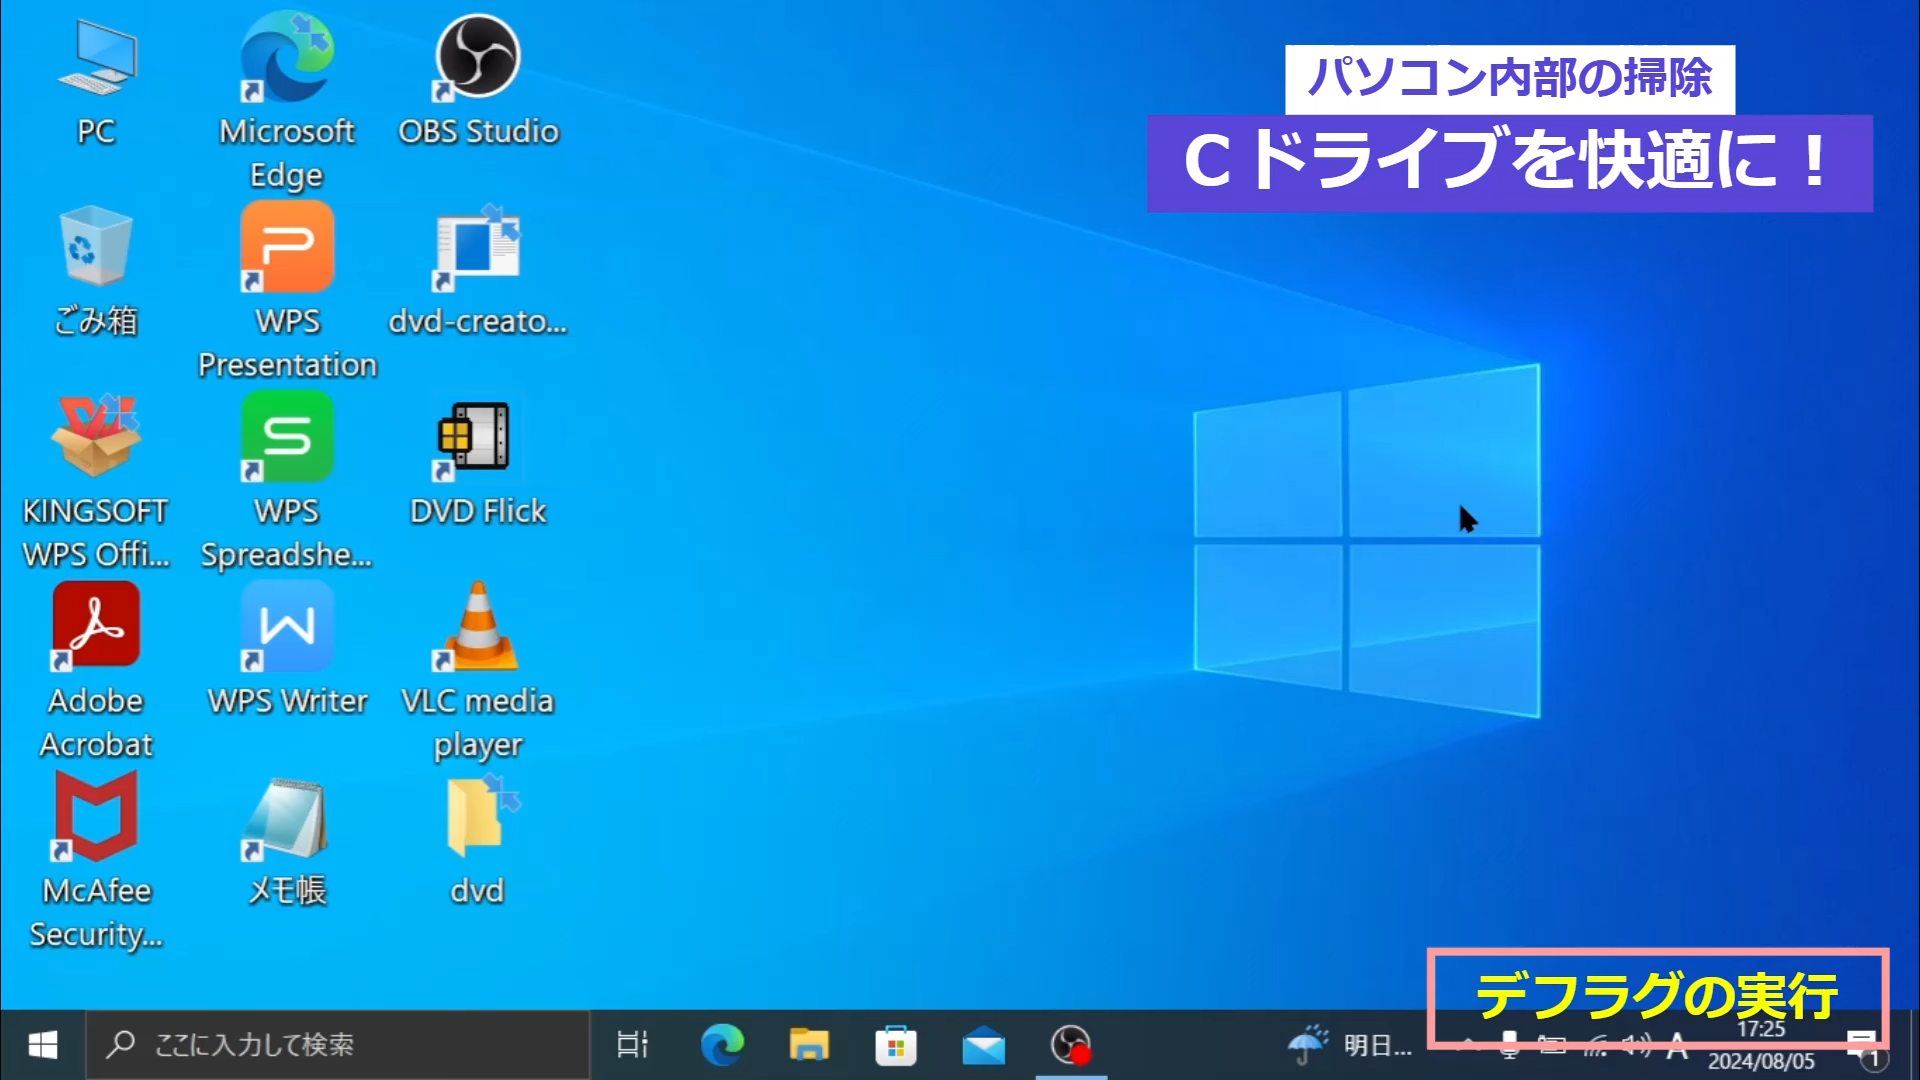 パソコン内部の掃除
Cドライブを快適に！
PC
Microsoft
Edge
OBS Studio
ごみ箱
WPS
Presentation
dvd-creato...
KINGSOFT
WPS Offi...
WPS
Spreadshe...
DVD Flick
Adobe
Acrobat
WPS Writer
VLC media
player
McAfee
Security...
メモ帳
dvd
デフラグの実行
ここに入力して検索
明日...
A
17:25
2024/08/05
1